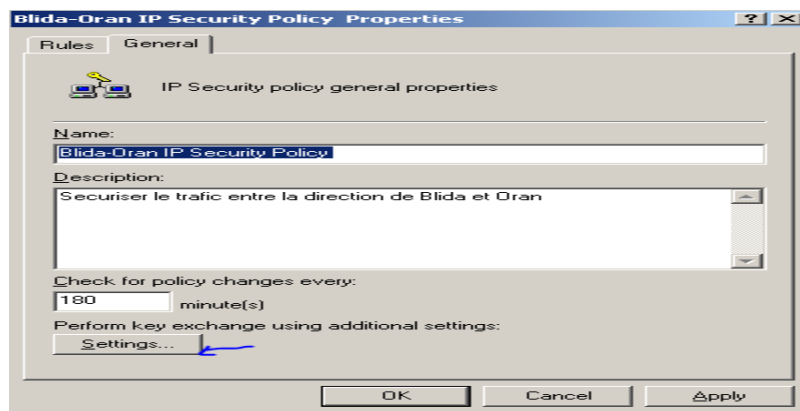 Blida-Oran IP Security Policy Properties
Rules General
IP Security policy general properties
Name:
Blida-Oran IP Security Policy
Description:
Securiser le trafic entre la direction de Blida et Oran
Check for policy changes every:
180 minute(s)
Perform key exchange using additional settings:
Settings...
OK Cancel Apply